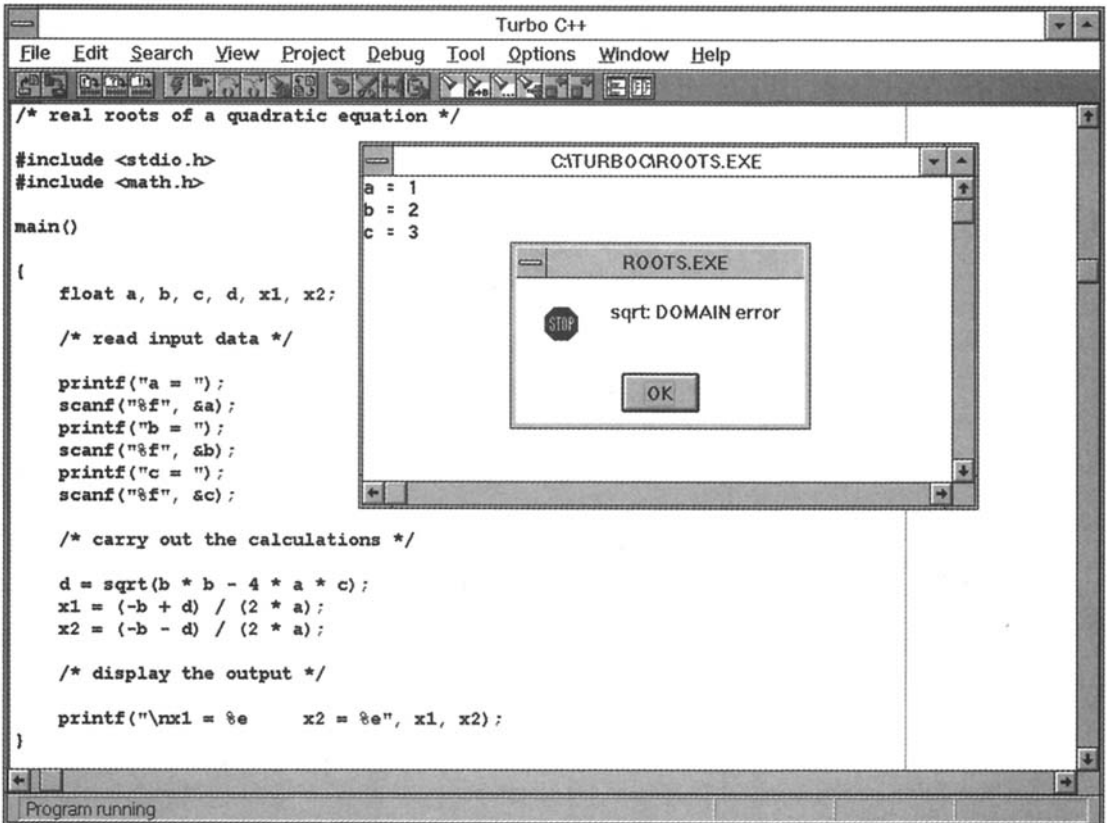 Turbo C++
File Edit Search View Project Debug Tool Options Window Help
/* real roots of a quadratic equation */
#include <stdio.h>
#include <math.h>
main()
{
float a, b, c, d, x1, x2;
/* read input data */
printf("a = ");
scanf("%f", &a);
printf("b = ");
scanf("%f", &b);
printf("c = ");
scanf("%f", &c);
/* carry out the calculations */
d = sqrt(b * b - 4 * a * c);
x1 = (-b + d) / (2 * a);
x2 = (-b - d) / (2 * a);
/* display the output */
printf("\nx1 = %e     x2 = %e", x1, x2);
}
C:\TURBOC\ROOTS.EXE
a = 1
b = 2
c = 3
ROOTS.EXE
STOP
sqrt: DOMAIN error
OK
Program running